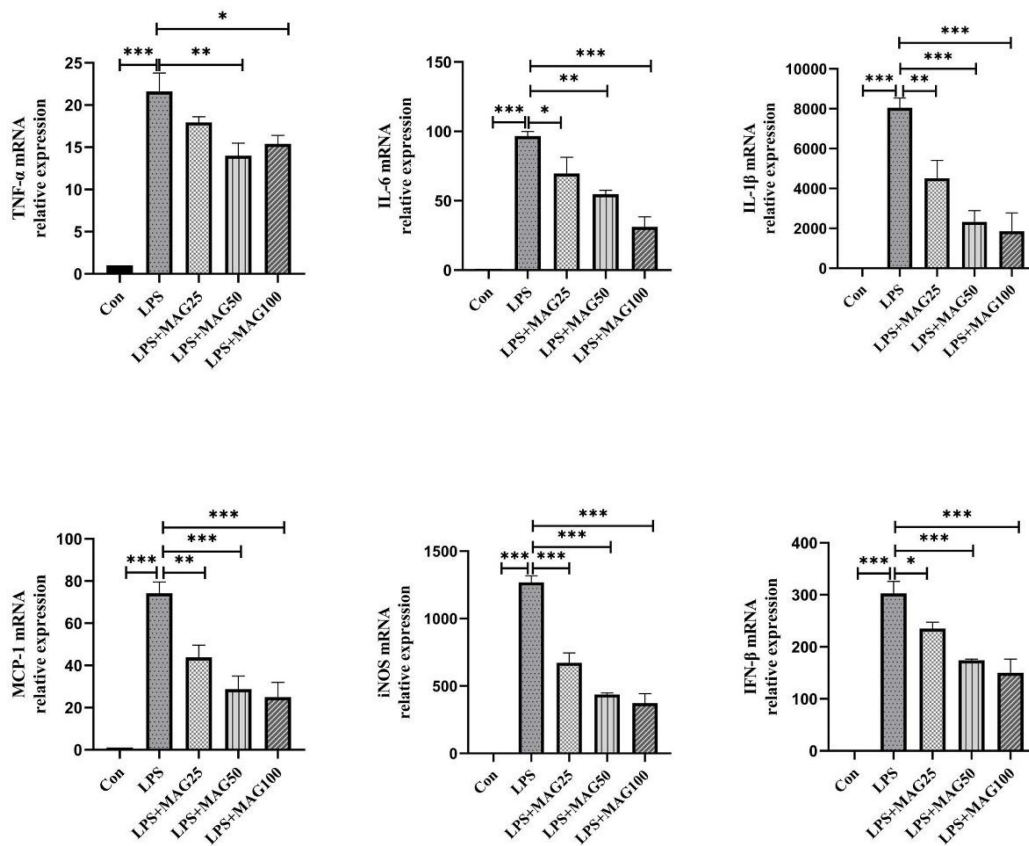 *
*** **
25
20
15
10
5
0
TNF-α mRNA
relative expression
Con
LPS
LPS+MAG25
LPS+MAG50
LPS+MAG100
***
**
*** *
150
100
50
0
IL-6 mRNA
relative expression
Con
LPS
LPS+MAG25
LPS+MAG50
LPS+MAG100
***
***
*** **
10000
8000
6000
4000
2000
0
IL-1β mRNA
relative expression
Con
LPS
LPS+MAG25
LPS+MAG50
LPS+MAG100
***
***
*** **
80
60
40
20
0
MCP-1 mRNA
relative expression
Con
LPS
LPS+MAG25
LPS+MAG50
LPS+MAG100
***
***
*** ***
1500
1000
500
0
iNOS mRNA
relative expression
Con
LPS
LPS+MAG25
LPS+MAG50
LPS+MAG100
***
***
*** *
400
300
200
100
0
IFN-β mRNA
relative expression
Con
LPS
LPS+MAG25
LPS+MAG50
LPS+MAG100